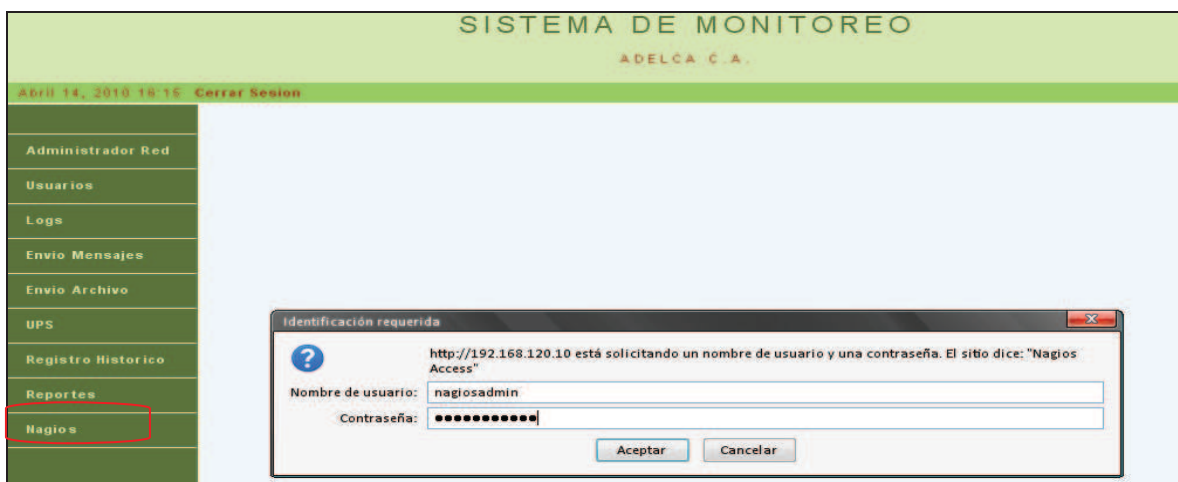 SISTEMA DE MONITOREO
ADELCA C.A.
Abril 14, 2010 16:15 Cerrar Sesion
Administrador Red
Usuarios
Logs
Envio Mensajes
Envio Archivo
UPS
Registro Historico
Reportes
Nagios
Identificación requerida
http://192.168.120.10 está solicitando un nombre de usuario y una contraseña. El sitio dice: "Nagios
Access"
Nombre de usuario: nagiosadmin
Contraseña: ●●●●●●●●●●●
Aceptar Cancelar